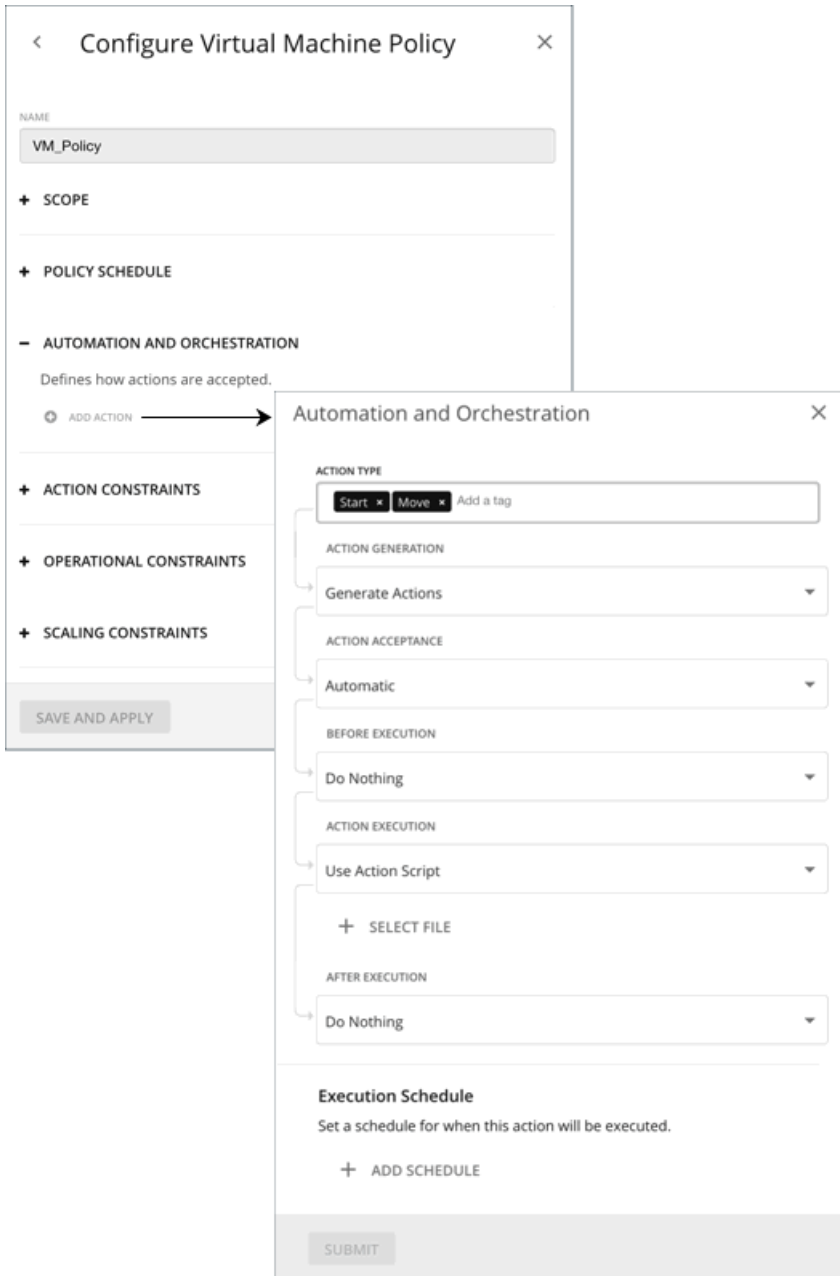 Configure Virtual Machine Policy
NAME
VM_Policy
SCOPE
POLICY SCHEDULE
AUTOMATION AND ORCHESTRATION
Defines how actions are accepted.
ADD ACTION
ACTION CONSTRAINTS
OPERATIONAL CONSTRAINTS
SCALING CONSTRAINTS
SAVE AND APPLY
Automation and Orchestration
ACTION TYPE
Start × Move × Add a tag
ACTION GENERATION
Generate Actions
ACTION ACCEPTANCE
Automatic
BEFORE EXECUTION
Do Nothing
ACTION EXECUTION
Use Action Script
SELECT FILE
AFTER EXECUTION
Do Nothing
Execution Schedule
Set a schedule for when this action will be executed.
ADD SCHEDULE
SUBMIT